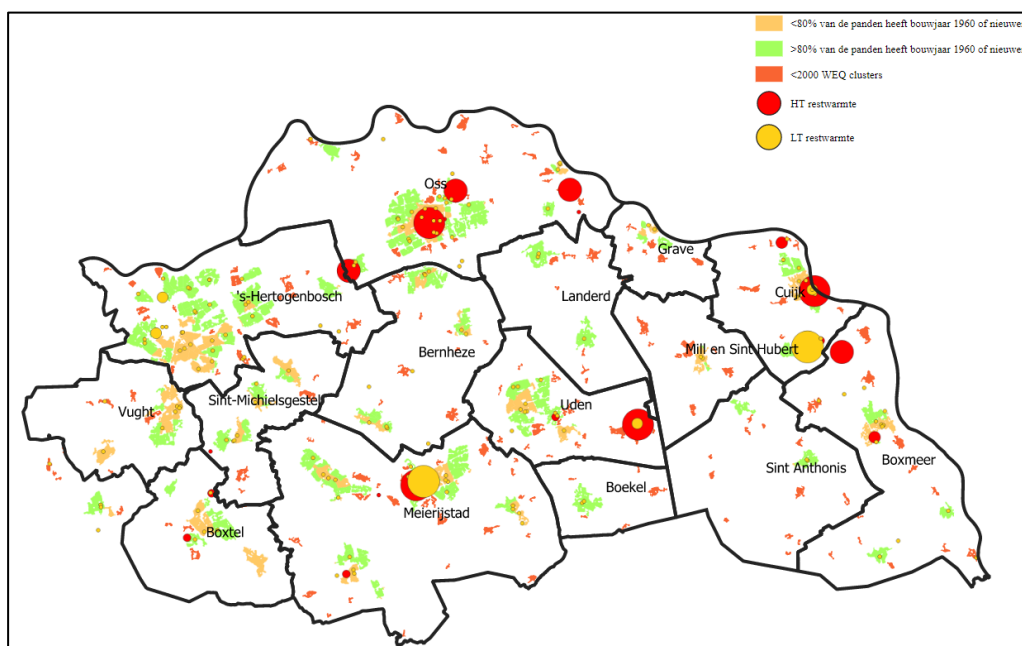 <80% van de panden heeft bouwjaar 1960 of nieuwe
>80% van de panden heeft bouwjaar 1960 of nieuwe
<2000 WEQ clusters
HT restwarmte
LT restwarmte
Oss
Grave
's-Hertogenbosch
Landerd
Cuijk
Bernheze
Mill en Sint Hubert
Vught
Sint-Michielsgestel
Uden
Sint Anthonis
Boxmeer
Boekel
Meierijstad
Boxtel